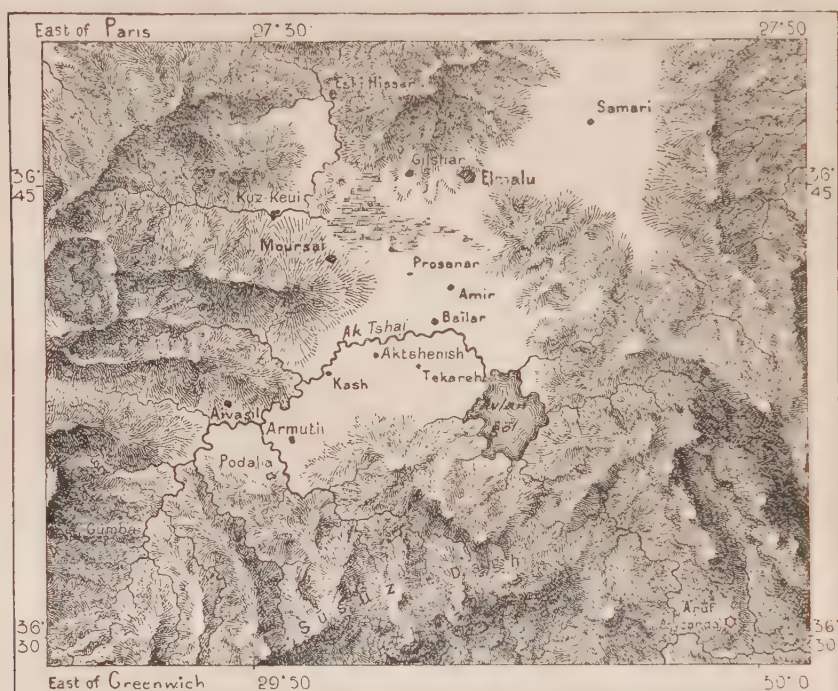 East of Paris 27°30 27°50
Eski Hissar
Samari
Gilshar
Elmalu
36° 45
36° 45
Kuz-Keui
Moursal
Prosanar
Amir
Bailar
Ak Tshai
Aktshenish
Tekareh
Kash
Avlan Göl
Aivasil
Armutli
Podalia
Gumba
Susuz Dagh
Aruf
36° 30
36° 30
East of Greenwich 29°50 30°0